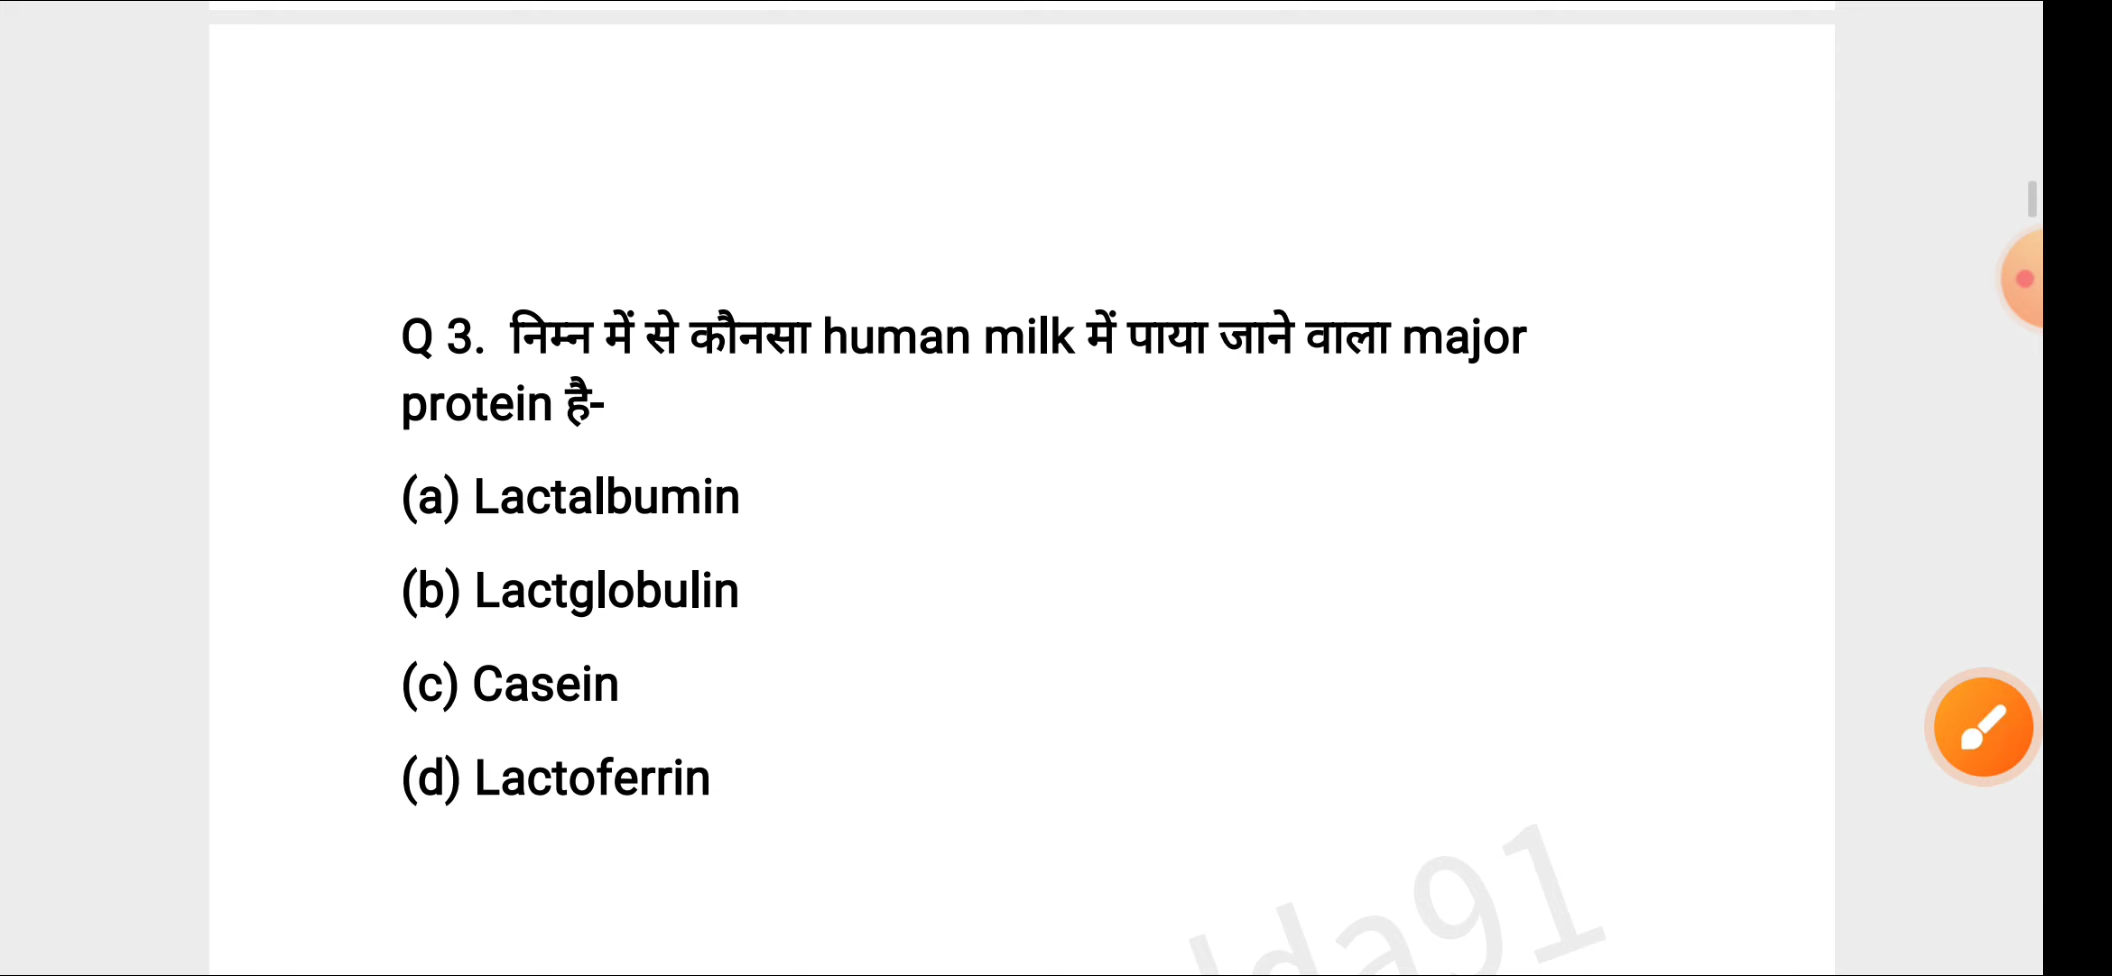 Q 3. निम्न में से कौनसा human milk में पाया जाने वाला major
protein है-
(a) Lactalbumin
(b) Lactglobulin
(c) Casein
(d) Lactoferrin